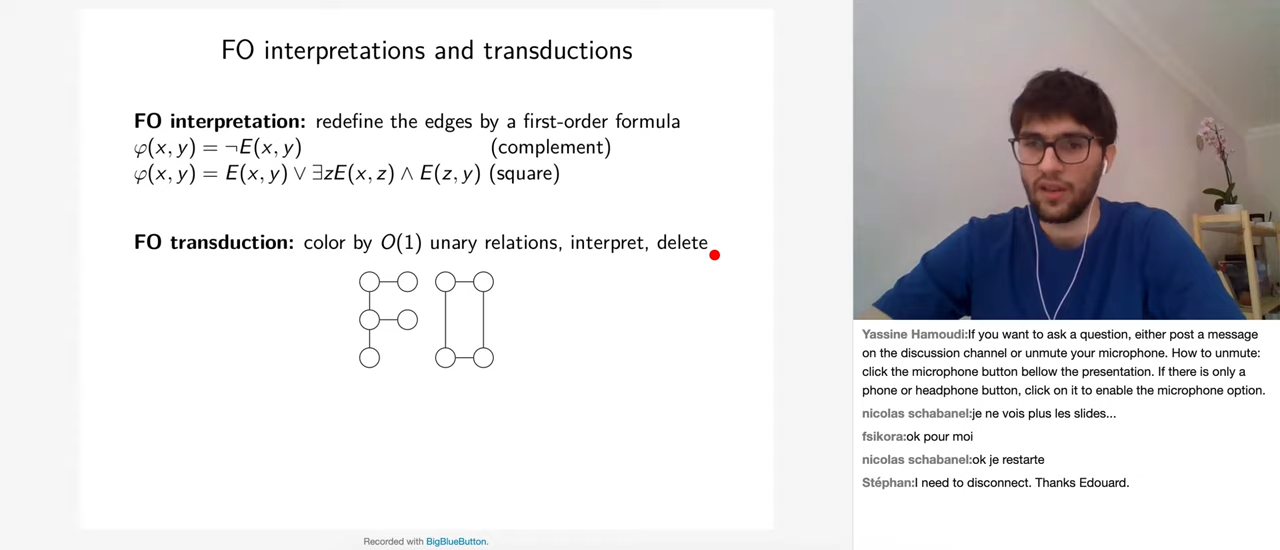 FO interpretations and transductions
FO interpretation: redefine the edges by a first-order formula
φ(x, y) = ¬E(x, y) (complement)
φ(x, y) = E(x, y) ∨ ∃zE(x, z) ∧ E(z, y) (square)
FO transduction: color by O(1) unary relations, interpret, delete
Recorded with BigBlueButton.
Yassine Hamoudi:If you want to ask a question, either post a message
on the discussion channel or unmute your microphone. How to unmute:
click the microphone button bellow the presentation. If there is only a
phone or headphone button, click on it to enable the microphone option.
nicolas schabanel:je ne vois plus les slides...
fsikora:ok pour moi
nicolas schabanel:ok je restarte
Stéphan:I need to disconnect. Thanks Edouard.